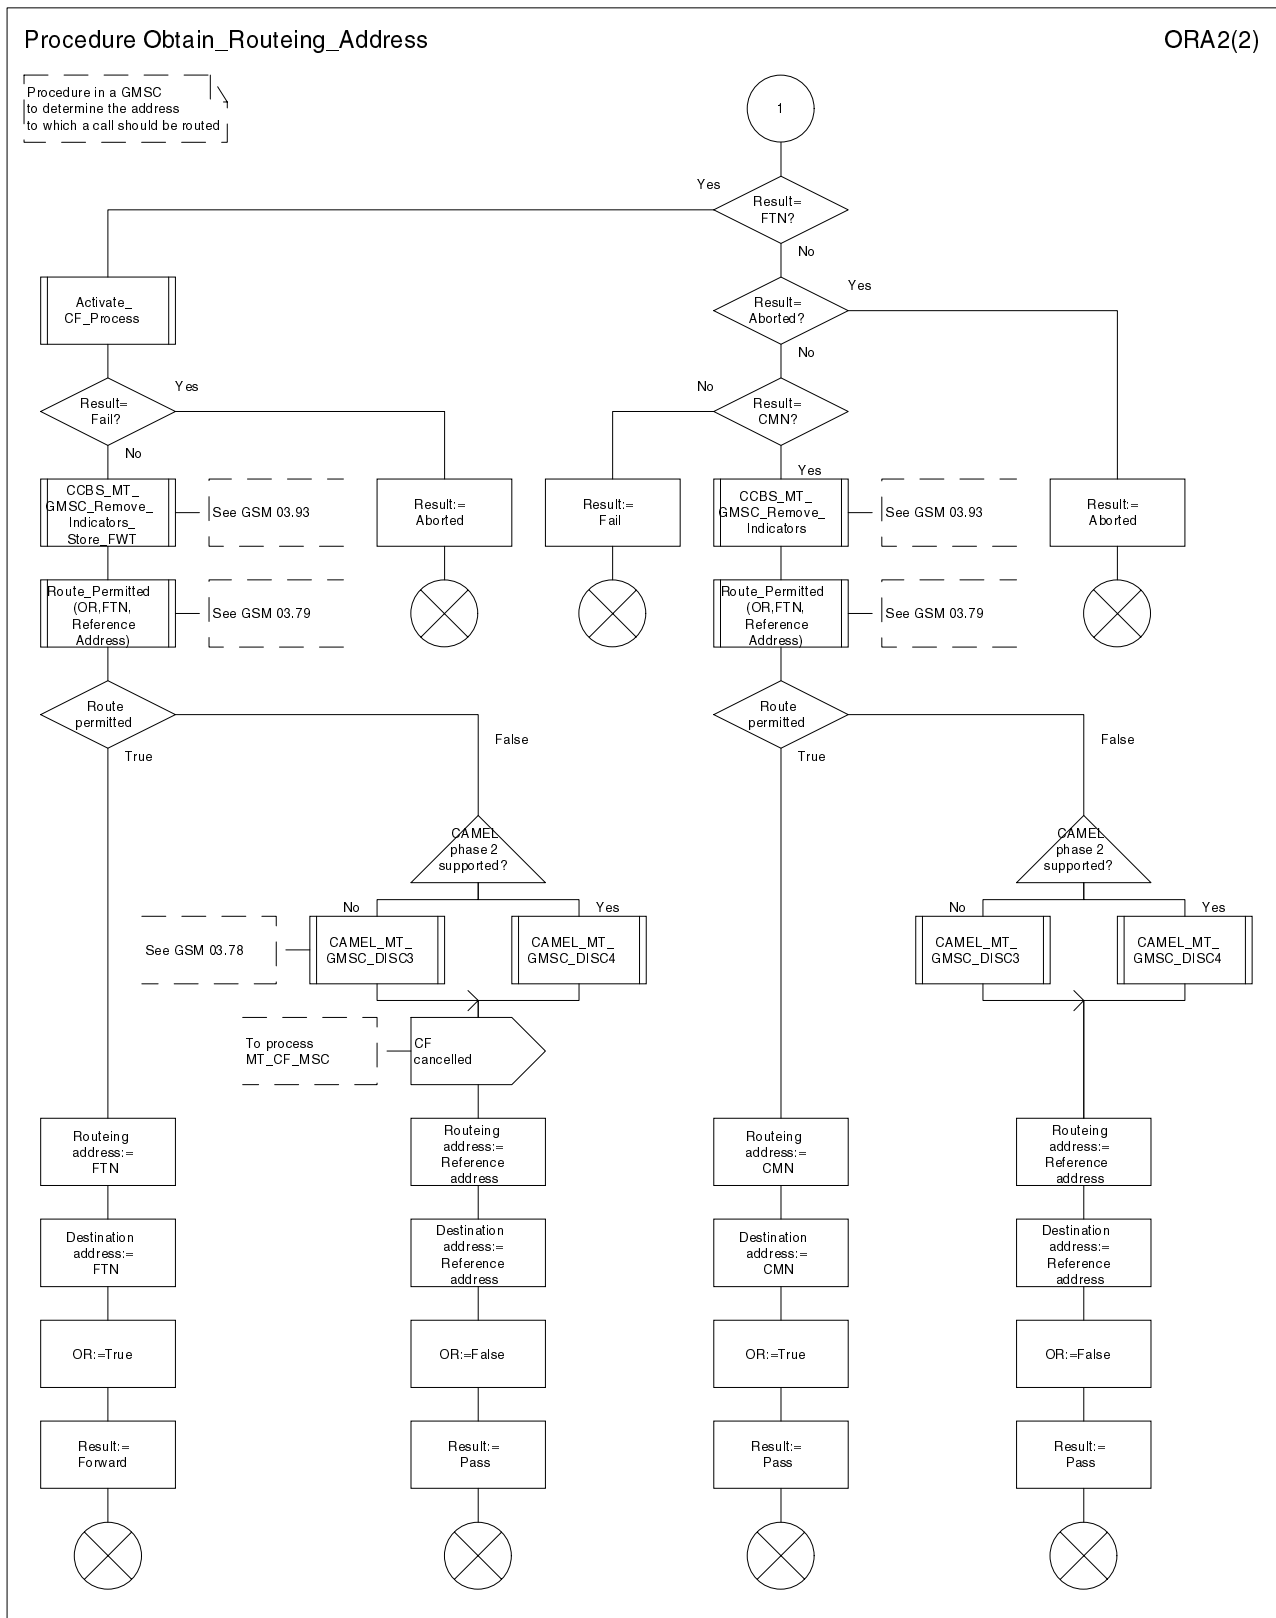 Procedure Obtain_Routeing_Address
ORA2(2)
Procedure in a GMSC
to determine the address
to which a call should be routed
1
Yes
Result=
FTN?
No
Activate_
CF_Process
Result=
Aborted?
Yes
No
Result=
Fail?
Yes
No
No
Result=
CMN?
Yes
CCBS_MT_
GMSC_Remove_
Indicators_
Store_FWT
See GSM 03.93
Result:=
Aborted
Result:=
Fail
CCBS_MT_
GMSC_Remove_
Indicators
See GSM 03.93
Result:=
Aborted
Route_Permitted
(OR,FTN,
Reference
Address)
See GSM 03.79
Route_Permitted
(OR,FTN,
Reference
Address)
See GSM 03.79
Route
permitted
False
True
Route
permitted
False
True
CAMEL
phase 2
supported?
No
Yes
CAMEL
phase 2
supported?
No
Yes
See GSM 03.78
CAMEL_MT_
GMSC_DISC3
CAMEL_MT_
GMSC_DISC4
CAMEL_MT_
GMSC_DISC3
CAMEL_MT_
GMSC_DISC4
To process
MT_CF_MSC
CF
cancelled
Routeing
address:=
FTN
Routeing
address:=
Reference
address
Routeing
address:=
CMN
Routeing
address:=
Reference
address
Destination
address:=
FTN
Destination
address:=
Reference
address
Destination
address:=
CMN
Destination
address:=
Reference
address
OR:=True
OR:=False
OR:=True
OR:=False
Result:=
Forward
Result:=
Pass
Result:=
Pass
Result:=
Pass